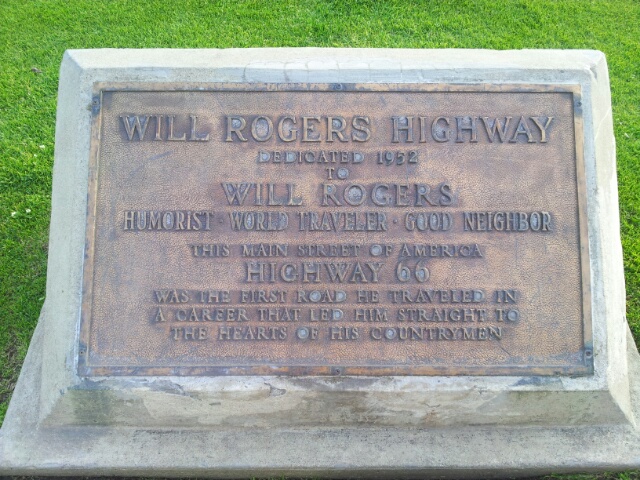 WILL ROGERS HIGHWAY
DEDICATED 1952
TO
WILL ROGERS
HUMORIST · WORLD TRAVELER · GOOD NEIGHBOR
THIS MAIN STREET OF AMERICA
HIGHWAY 66
WAS THE FIRST ROAD HE TRAVELED IN
A CAREER THAT LED HIM STRAIGHT TO
THE HEARTS OF HIS COUNTRYMEN